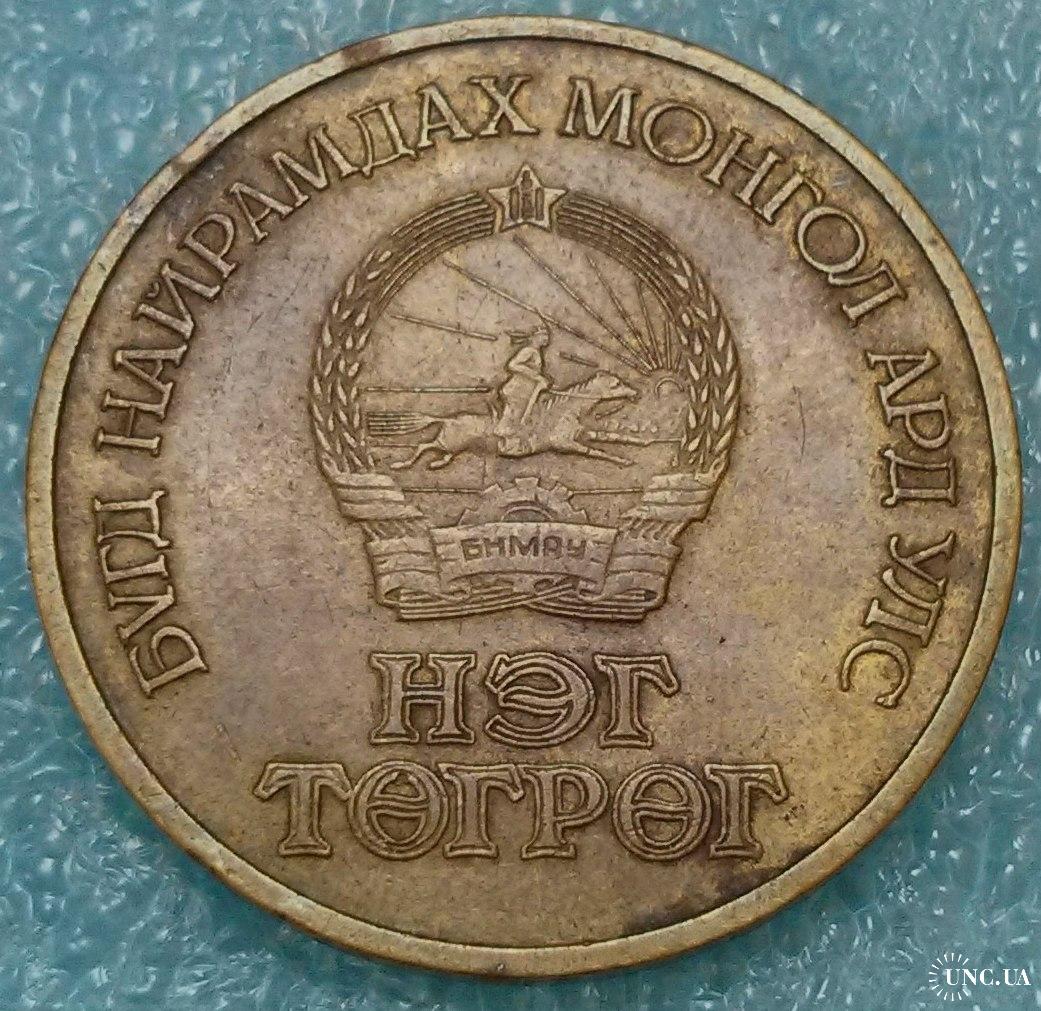 БҮГД НАЙРАМДАХ МОНГОЛ АРД УЛС
БНМАУ
НЭГ
ТӨГРӨГ
UNC.UA